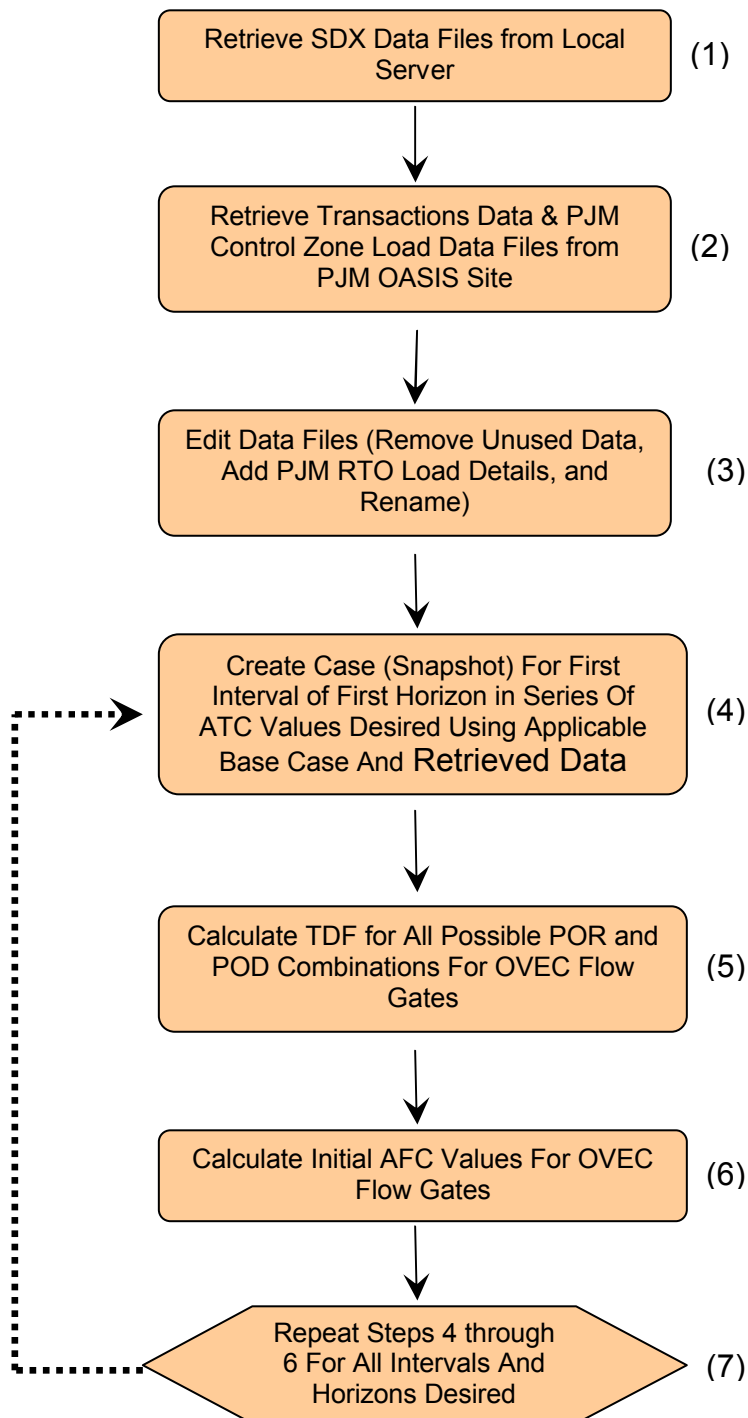 Retrieve SDX Data Files from Local
Server
(1)
Retrieve Transactions Data & PJM
Control Zone Load Data Files from
PJM OASIS Site
(2)
Edit Data Files (Remove Unused Data,
Add PJM RTO Load Details, and
Rename)
(3)
Create Case (Snapshot) For First
Interval of First Horizon in Series Of
ATC Values Desired Using Applicable
Base Case And Retrieved Data
(4)
Calculate TDF for All Possible POR and
POD Combinations For OVEC Flow
Gates
(5)
Calculate Initial AFC Values For OVEC
Flow Gates
(6)
Repeat Steps 4 through
6 For All Intervals And
Horizons Desired
(7)